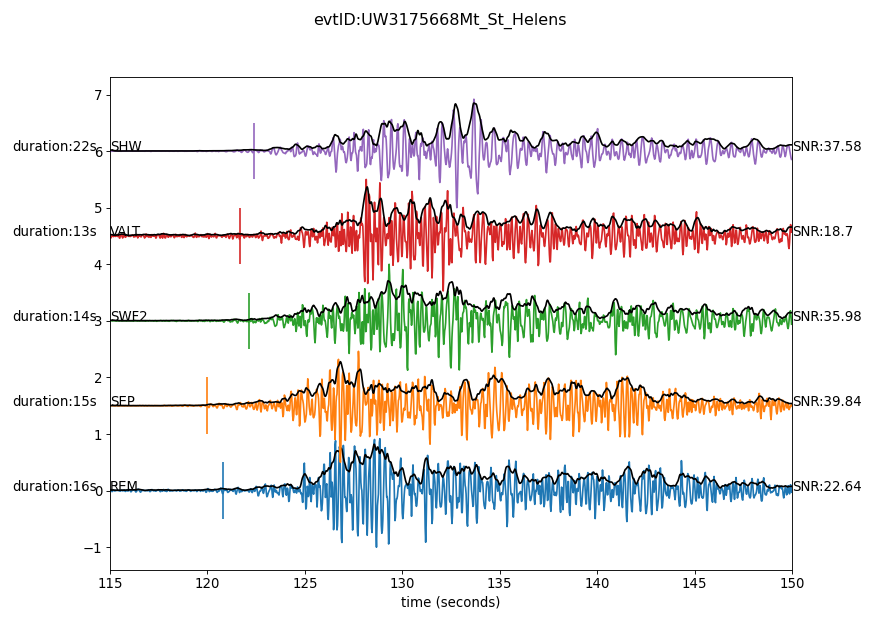 evtID:UW3175668Mt_St_Helens
7
duration:22s SHW SNR:37.58
6
5
duration:13s VALT SNR:18.7
4
duration:14s SWF2 SNR:35.98
3
2
duration:15s SEP SNR:39.84
1
duration:16s REM SNR:22.64
0
−1
115 120 125 130 135 140 145 150
time (seconds)